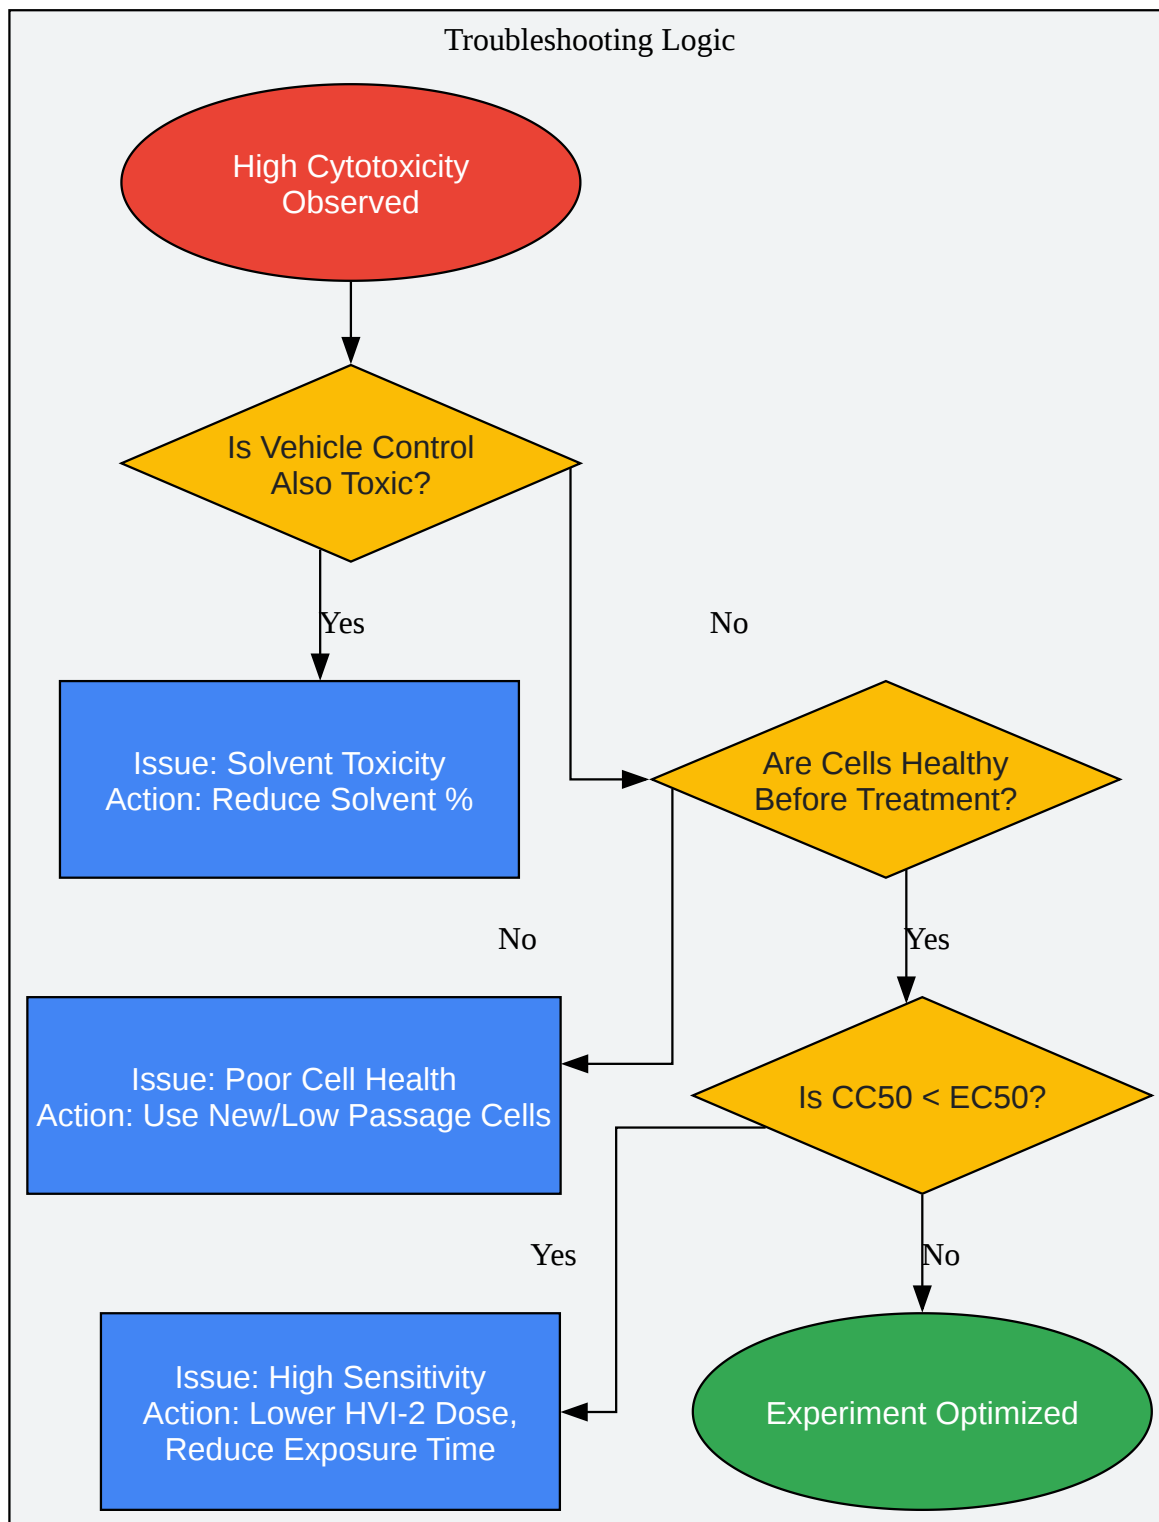 Troubleshooting Logic
High Cytotoxicity
Observed
Is Vehicle Control
Also Toxic?
Yes
No
Issue: Solvent Toxicity
Action: Reduce Solvent %
Are Cells Healthy
Before Treatment?
No
Yes
Issue: Poor Cell Health
Action: Use New/Low Passage Cells
Is CC50 < EC50?
Yes
No
Issue: High Sensitivity
Action: Lower HVI-2 Dose,
Reduce Exposure Time
Experiment Optimized